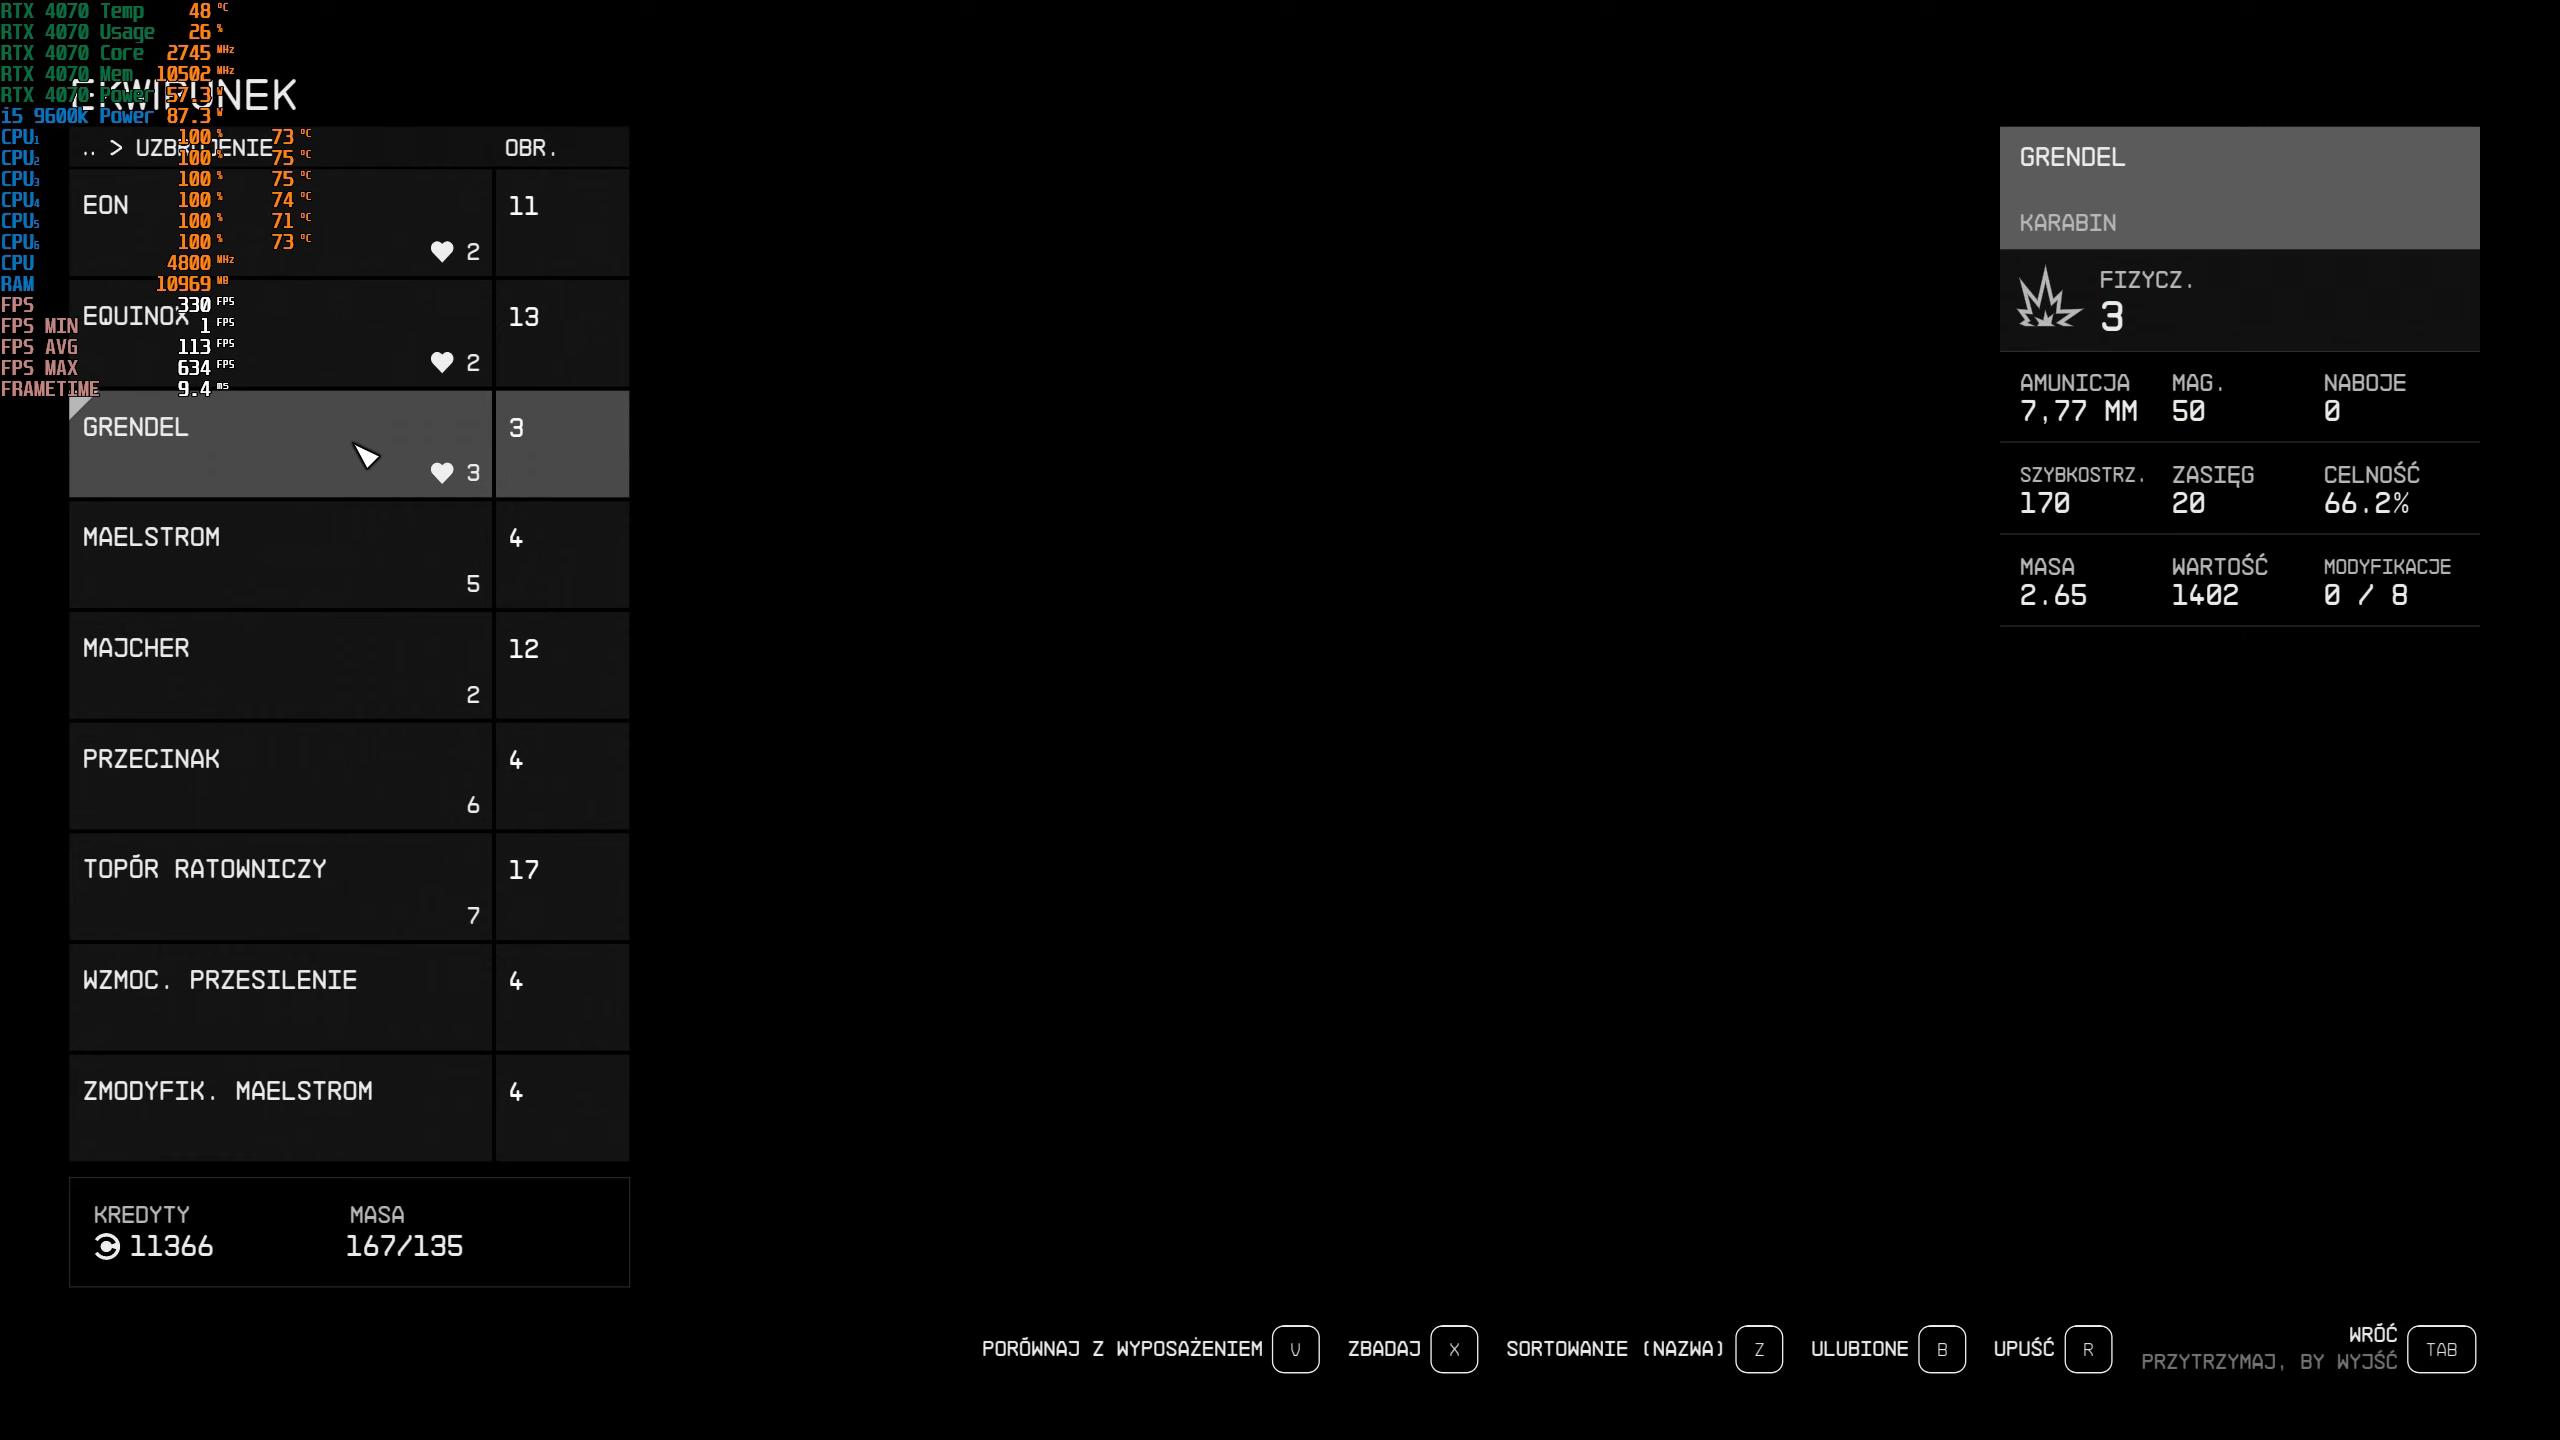 RTX 4070 Temp 48 °C
RTX 4070 Usage 26 %
RTX 4070 Core 2745 MHz
RTX 4070 Mem 10502 MHz
RTX 4070 Power 57.3 W
i5 9600k Power 87.3 W
CPU1 100 % 73 °C
CPU2 100 % 75 °C
CPU3 100 % 75 °C
CPU4 100 % 74 °C
CPU5 100 % 71 °C
CPU6 100 % 73 °C
CPU 4800 MHz
RAM 10969 MB
FPS 330 FPS
FPS MIN 1 FPS
FPS AVG 113 FPS
FPS MAX 634 FPS
FRAMETIME 9.4 ms
EKWIPUNEK
.. > UZBROJENIE OBR.
EON 11
2
EQUINOX 13
2
GRENDEL 3
3
MAELSTROM 4
5
MAJCHER 12
2
PRZECINAK 4
6
TOPÓR RATOWNICZY 17
7
WZMOC. PRZESILENIE 4
ZMODYFIK. MAELSTROM 4
KREDYTY MASA
11366 167/135
GRENDEL
KARABIN
FIZYCZ.
3
AMUNICJA MAG. NABOJE
7,77 MM 50 0
SZYBKOSTRZ. ZASIĘG CELNOŚĆ
170 20 66.2%
MASA WARTOŚĆ MODYFIKACJE
2.65 1402 0 / 8
PORÓWNAJ Z WYPOSAŻENIEM V ZBADAJ X SORTOWANIE (NAZWA) Z ULUBIONE B UPUŚĆ R WRÓĆ TAB
PRZYTRZYMAJ, BY WYJŚĆ